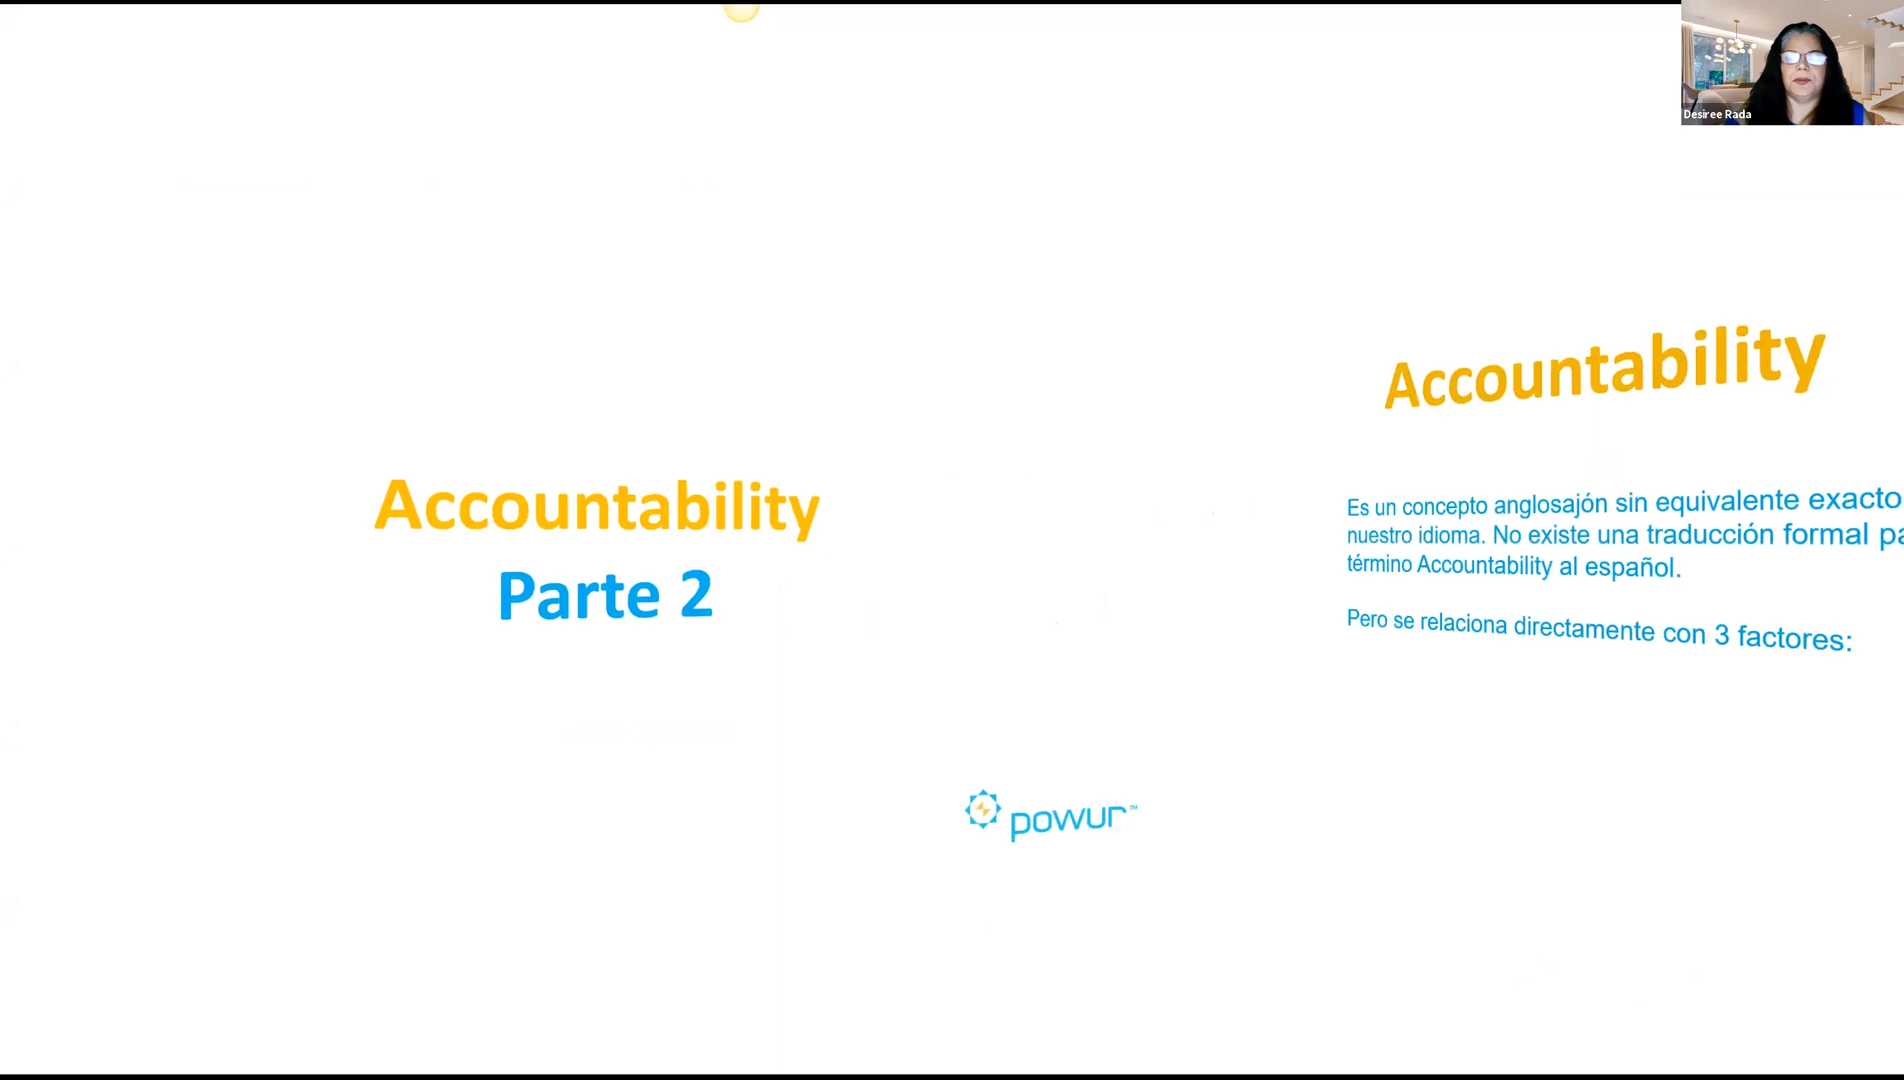 Desiree Rada
Accountability
Parte 2
powur™
Accountability
Es un concepto anglosajón sin equivalente exacto
nuestro idioma. No existe una traducción formal
término Accountability al español.
Pero se relaciona directamente con 3 factores: